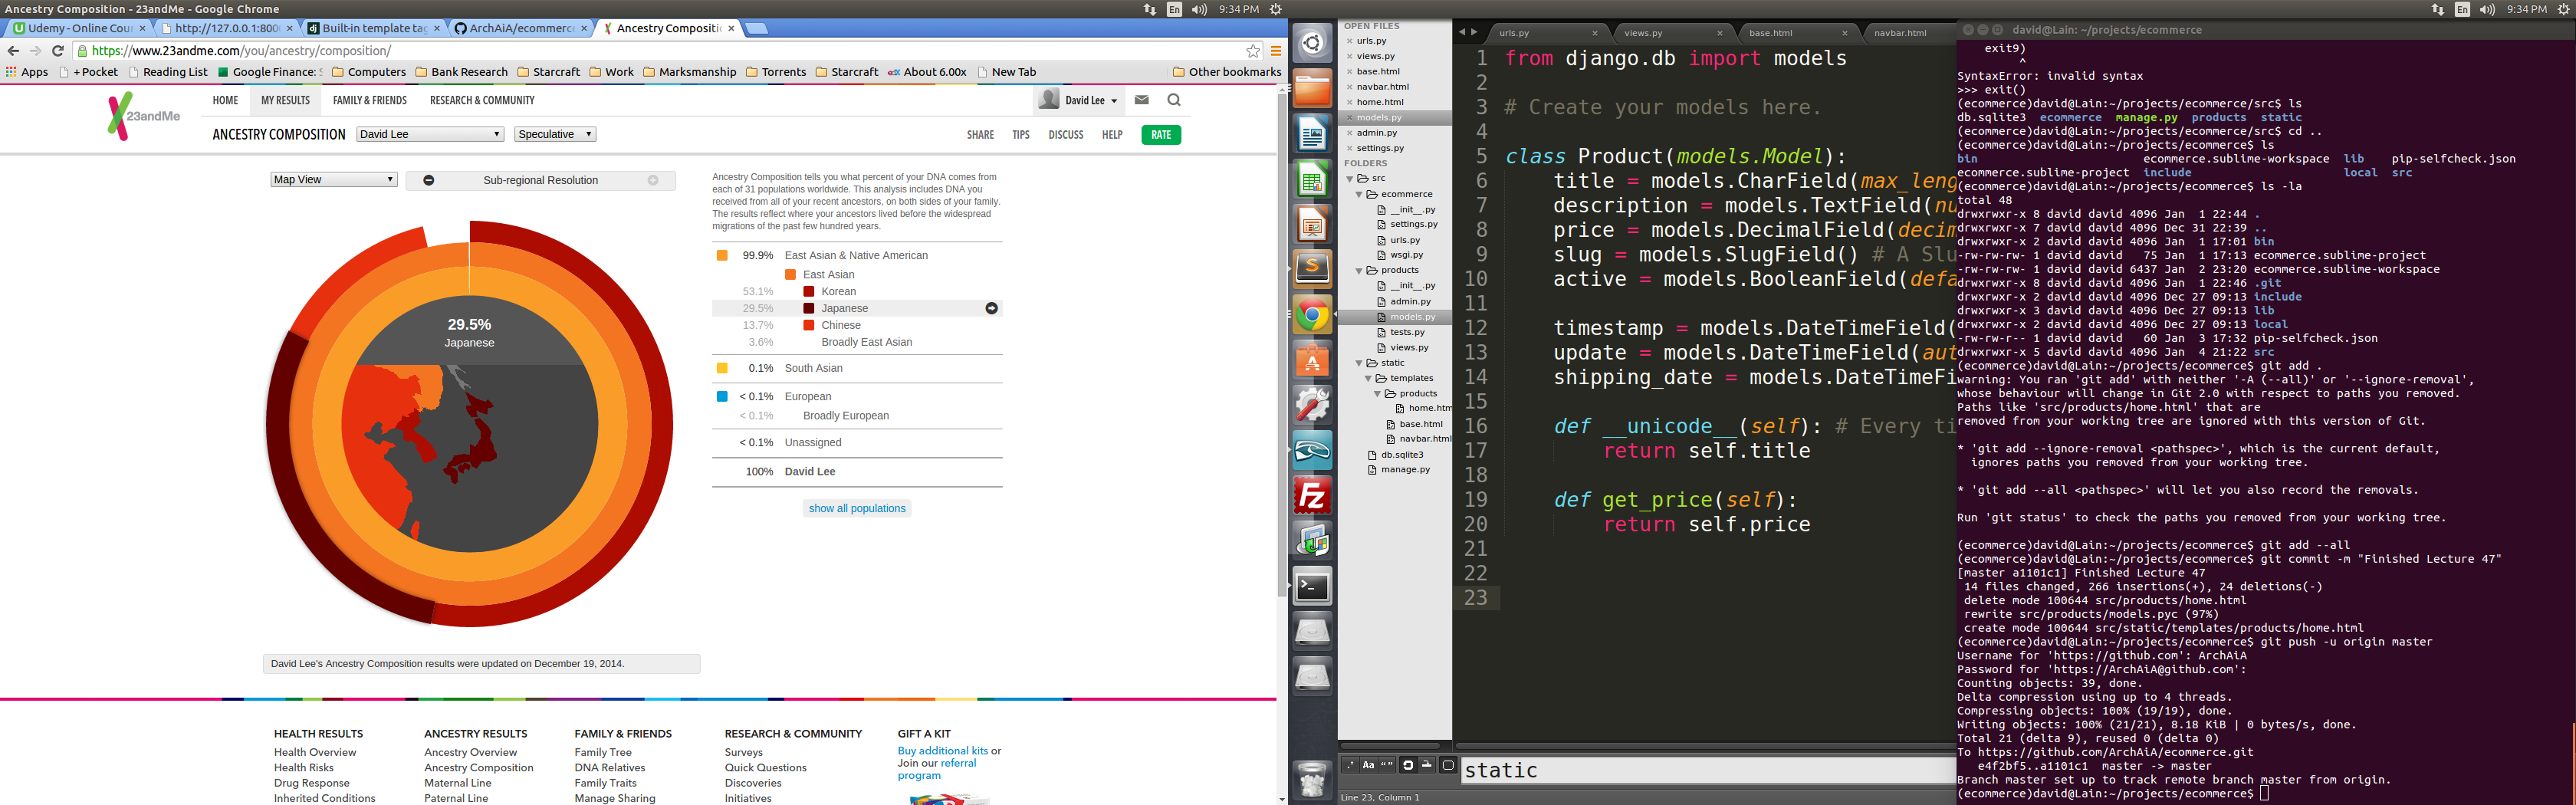 Ancestry Composition - 23andMe - Google Chrome
En
9:34 PM
Udemy - Online Cour
http://127.0.0.1:800
Built-in template tag
ArchAiA/ecommerce
Ancestry Compositi
https://www.23andme.com/you/ancestry/composition/
Apps
+ Pocket
Reading List
Google Finance: S
Computers
Bank Research
Starcraft
Work
Marksmanship
Torrents
Starcraft
About 6.00x
New Tab
Other bookmarks
23andMe
HOME
MY RESULTS
FAMILY & FRIENDS
RESEARCH & COMMUNITY
David Lee
ANCESTRY COMPOSITION
David Lee
Speculative
SHARE
TIPS
DISCUSS
HELP
RATE
Map View
Sub-regional Resolution
29.5%
Japanese
Ancestry Composition tells you what percent of your DNA comes from
each of 31 populations worldwide. This analysis includes DNA you
received from all of your recent ancestors, on both sides of your family.
The results reflect where your ancestors lived before the widespread
migrations of the past few hundred years.
99.9% East Asian & Native American
East Asian
53.1% Korean
29.5% Japanese
13.7% Chinese
3.6% Broadly East Asian
0.1% South Asian
< 0.1% European
< 0.1% Broadly European
< 0.1% Unassigned
100% David Lee
show all populations
David Lee's Ancestry Composition results were updated on December 19, 2014.
HEALTH RESULTS
Health Overview
Health Risks
Drug Response
Inherited Conditions
ANCESTRY RESULTS
Ancestry Overview
Ancestry Composition
Maternal Line
Paternal Line
FAMILY & FRIENDS
Family Tree
DNA Relatives
Family Traits
Manage Sharing
RESEARCH & COMMUNITY
Surveys
Quick Questions
Discoveries
Initiatives
GIFT A KIT
Buy additional kits or
Join our referral
program
OPEN FILES
urls.py
views.py
base.html
navbar.html
home.html
models.py
admin.py
settings.py
FOLDERS
src
ecommerce
__init__.py
settings.py
urls.py
wsgi.py
products
__init__.py
admin.py
models.py
tests.py
views.py
static
templates
products
home.htm
base.html
navbar.html
db.sqlite3
manage.py
urls.py
views.py
base.html
navbar.html
1 from django.db import models
2
3 # Create your models here.
4
5 class Product(models.Model):
6 title = models.CharField(max_leng
7 description = models.TextField(nu
8 price = models.DecimalField(decim
9 slug = models.SlugField() # A Slu
10 active = models.BooleanField(defa
11
12 timestamp = models.DateTimeField(
13 update = models.DateTimeField(aut
14 shipping_date = models.DateTimeFi
15
16 def __unicode__(self): # Every ti
17 return self.title
18
19 def get_price(self):
20 return self.price
21
22
23
static
Line 23, Column 1
En
9:34 PM
david@Lain: ~/projects/ecommerce
exit9)
^
SyntaxError: invalid syntax
>>> exit()
(ecommerce)david@Lain:~/projects/ecommerce/src$ ls
db.sqlite3 ecommerce manage.py products static
(ecommerce)david@Lain:~/projects/ecommerce/src$ cd ..
(ecommerce)david@Lain:~/projects/ecommerce$ ls
bin ecommerce.sublime-workspace lib pip-selfcheck.json
ecommerce.sublime-project include local src
(ecommerce)david@Lain:~/projects/ecommerce$ ls -la
total 48
drwxrwxr-x 8 david david 4096 Jan 1 22:44 .
drwxrwxr-x 7 david david 4096 Dec 31 22:39 ..
drwxrwxr-x 2 david david 4096 Jan 1 17:01 bin
-rw-rw-rw- 1 david david 75 Jan 1 17:13 ecommerce.sublime-project
-rw-rw-rw- 1 david david 6437 Jan 2 23:20 ecommerce.sublime-workspace
drwxrwxr-x 8 david david 4096 Jan 1 22:46 .git
drwxrwxr-x 2 david david 4096 Dec 27 09:13 include
drwxrwxr-x 3 david david 4096 Dec 27 09:13 lib
drwxrwxr-x 2 david david 4096 Dec 27 09:13 local
-rw-rw-r-- 1 david david 60 Jan 3 17:32 pip-selfcheck.json
drwxrwxr-x 5 david david 4096 Jan 4 21:22 src
(ecommerce)david@Lain:~/projects/ecommerce$ git add .
warning: You ran 'git add' with neither '-A (--all)' or '--ignore-removal',
whose behaviour will change in Git 2.0 with respect to paths you removed.
Paths like 'src/products/home.html' that are
removed from your working tree are ignored with this version of Git.
* 'git add --ignore-removal <pathspec>', which is the current default,
ignores paths you removed from your working tree.
* 'git add --all <pathspec>' will let you also record the removals.
Run 'git status' to check the paths you removed from your working tree.
(ecommerce)david@Lain:~/projects/ecommerce$ git add --all
(ecommerce)david@Lain:~/projects/ecommerce$ git commit -m "Finished Lecture 47"
[master a1101c1] Finished Lecture 47
14 files changed, 266 insertions(+), 24 deletions(-)
delete mode 100644 src/products/home.html
rewrite src/products/models.pyc (97%)
create mode 100644 src/static/templates/products/home.html
(ecommerce)david@Lain:~/projects/ecommerce$ git push -u origin master
Username for 'https://github.com': ArchAiA
Password for 'https://ArchAiA@github.com':
Counting objects: 39, done.
Delta compression using up to 4 threads.
Compressing objects: 100% (19/19), done.
Writing objects: 100% (21/21), 8.18 KiB | 0 bytes/s, done.
Total 21 (delta 9), reused 0 (delta 0)
To https://github.com/ArchAiA/ecommerce.git
e4f2bf5..a1101c1 master -> master
Branch master set up to track remote branch master from origin.
(ecommerce)david@Lain:~/projects/ecommerce$